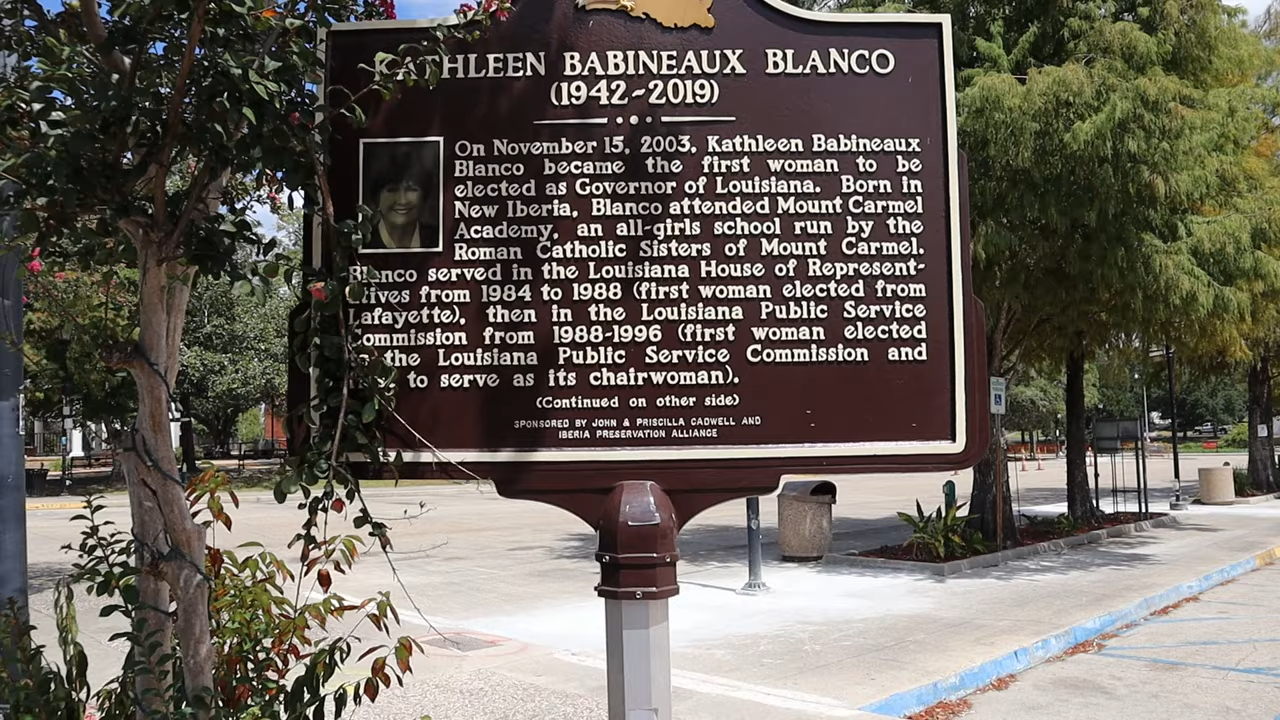 KATHLEEN BABINEAUX BLANCO
(1942~2019)
On November 15, 2003, Kathleen Babineaux
Blanco became the first woman to be
elected as Governor of Louisiana. Born in
New Iberia, Blanco attended Mount Carmel
Academy, an all-girls school run by the
Roman Catholic Sisters of Mount Carmel.
Blanco served in the Louisiana House of Represent-
atives from 1984 to 1988 (first woman elected from
Lafayette), then in the Louisiana Public Service
Commission from 1988-1996 (first woman elected
the Louisiana Public Service Commission and
to serve as its chairwoman).
(Continued on other side)
SPONSORED BY JOHN & PRISCILLA CADWELL AND
IBERIA PRESERVATION ALLIANCE